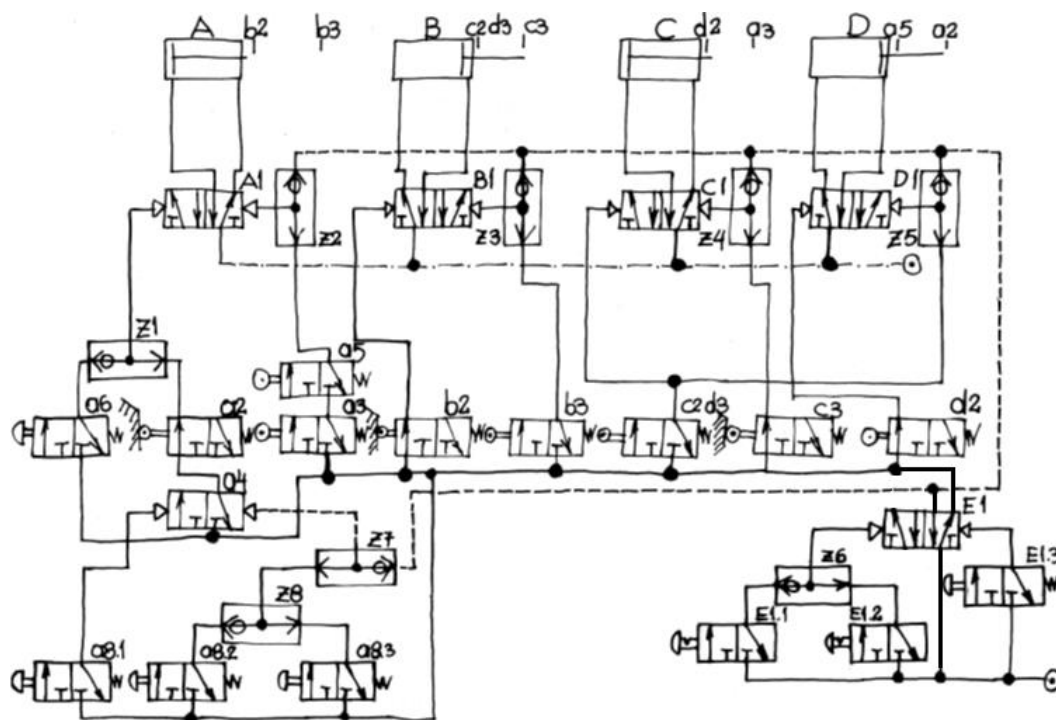 A b2 b3 B c2 d3 c3 C d2 a3 D a5 a2
A1 B1 C1 D1
Z2 Z3 Z4 Z5
Z1
a5
a6 a2 a3 b2 b3 c2 d3 c3 d2
a4
E1
Z7 Z6 E1.3
Z8
E1.1 E1.2
a8.1 a8.2 a8.3